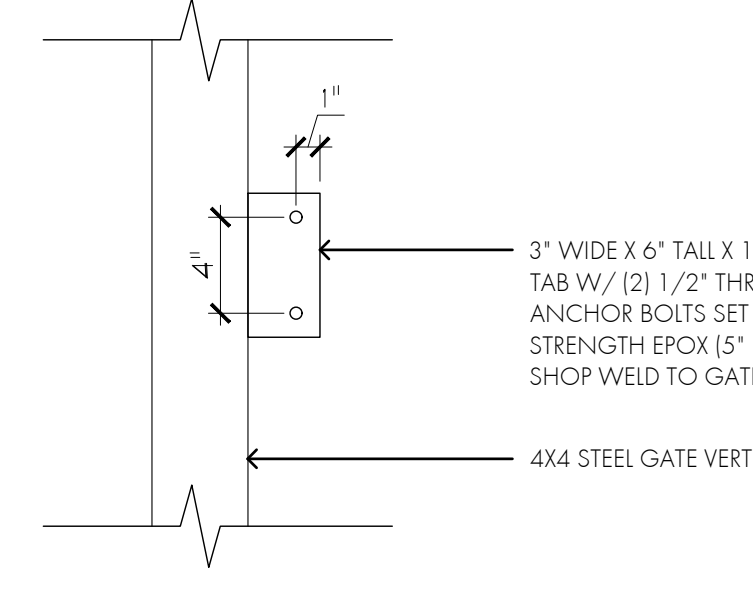 1"
4"
3" WIDE X 6" TALL X 1
TAB W/ (2) 1/2" THR
ANCHOR BOLTS SET
STRENGTH EPOX (5"
SHOP WELD TO GATE
4X4 STEEL GATE VERT